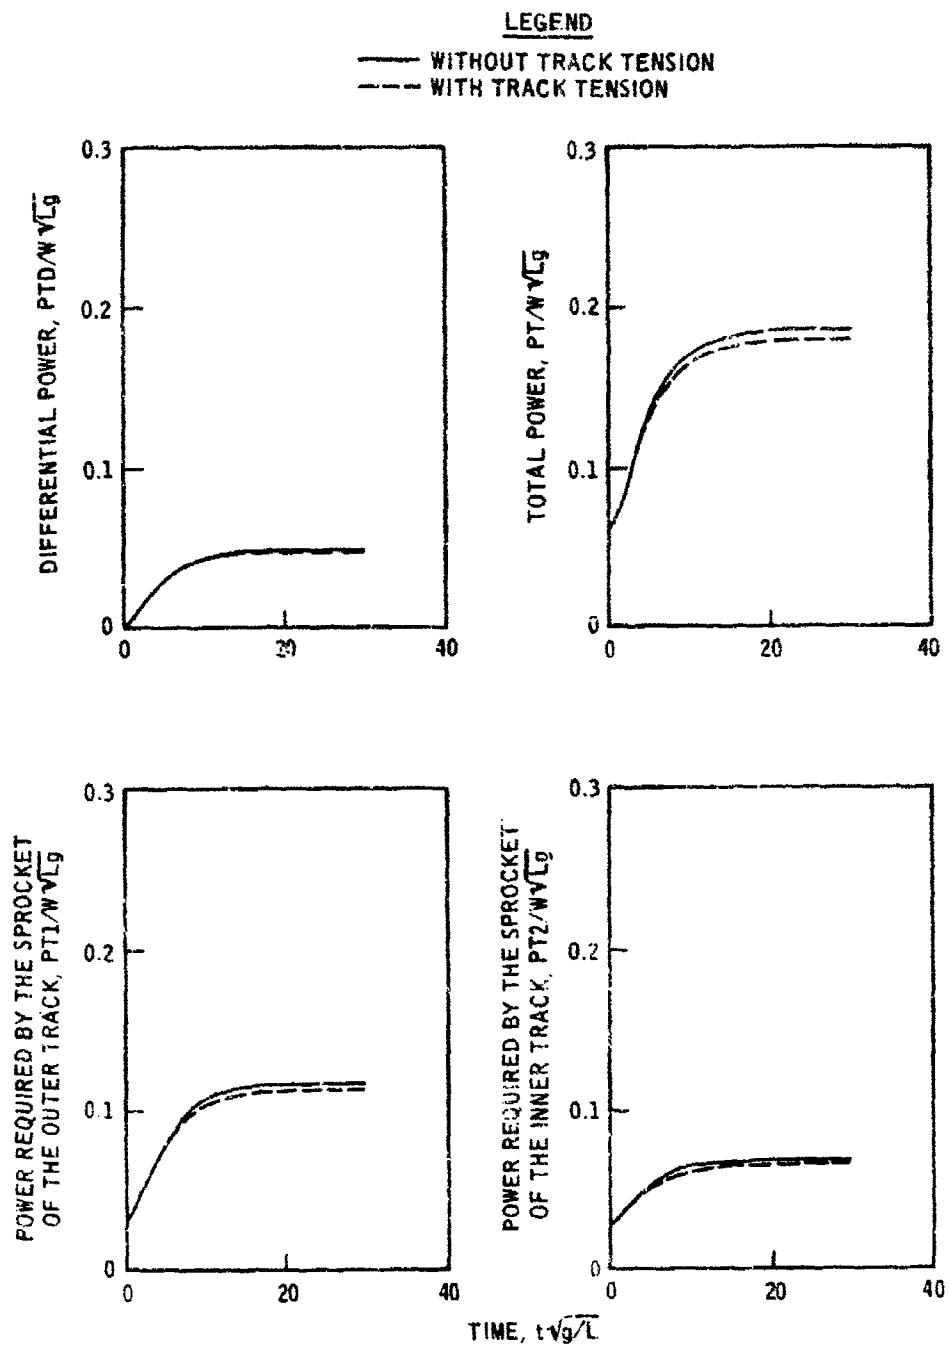 LEGEND
WITHOUT TRACK TENSION
WITH TRACK TENSION
DIFFERENTIAL POWER, PTD/W√Lg
0.3
0.2
0.1
0
0
20
40
TOTAL POWER, PT/W√Lg
0.3
0.2
0.1
0
0
20
40
POWER REQUIRED BY THE SPROCKET
OF THE OUTER TRACK, PT1/W√Lg
0.3
0.2
0.1
0
0
20
40
POWER REQUIRED BY THE SPROCKET
OF THE INNER TRACK, PT2/W√Lg
0.3
0.2
0.1
0
0
20
40
TIME, t√g/L